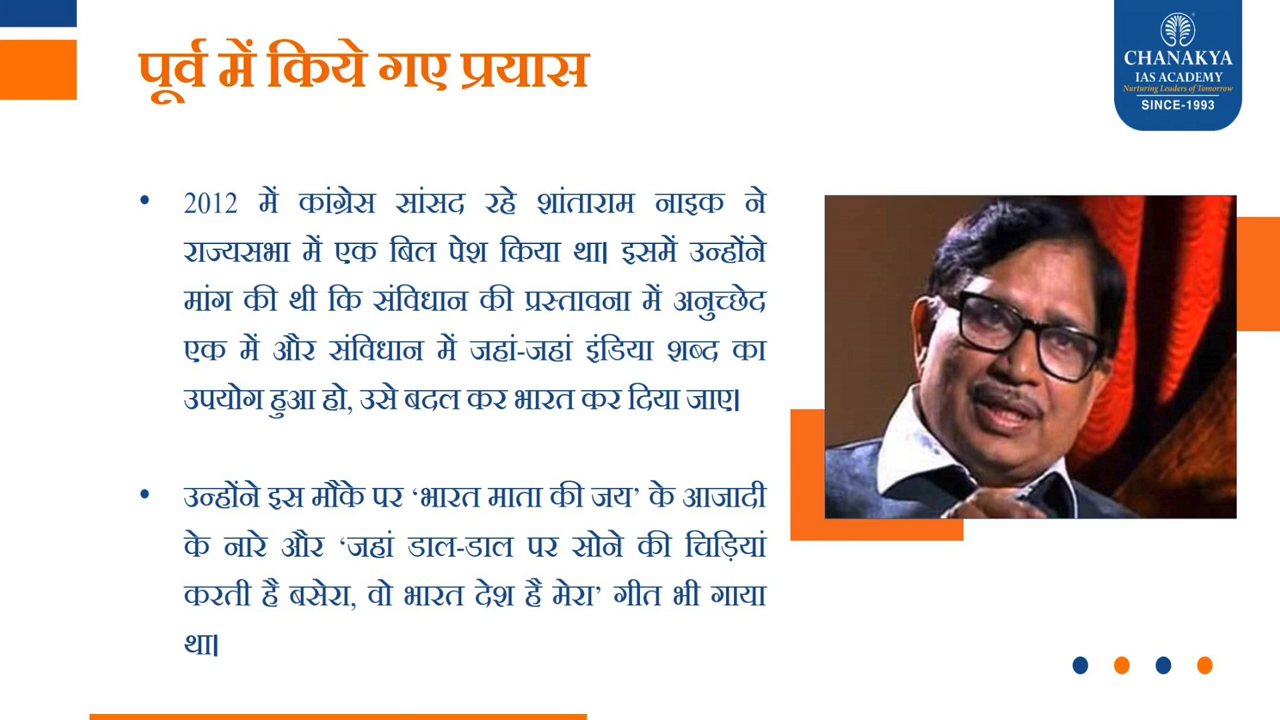 पूर्व में किये गए प्रयास
CHANAKYA
IAS ACADEMY
Nurturing Leaders of Tomorrow
SINCE-1993
• 2012 में कांग्रेस सांसद रहे शांताराम नाइक ने
राज्यसभा में एक बिल पेश किया था। इसमें उन्होंने
मांग की थी कि संविधान की प्रस्तावना में अनुच्छेद
एक में और संविधान में जहां-जहां इंडिया शब्द का
उपयोग हुआ हो, उसे बदल कर भारत कर दिया जाए।
• उन्होंने इस मौके पर ‘भारत माता की जय’ के आजादी
के नारे और ‘जहां डाल-डाल पर सोने की चिड़ियां
करती है बसेरा, वो भारत देश है मेरा’ गीत भी गाया
था।